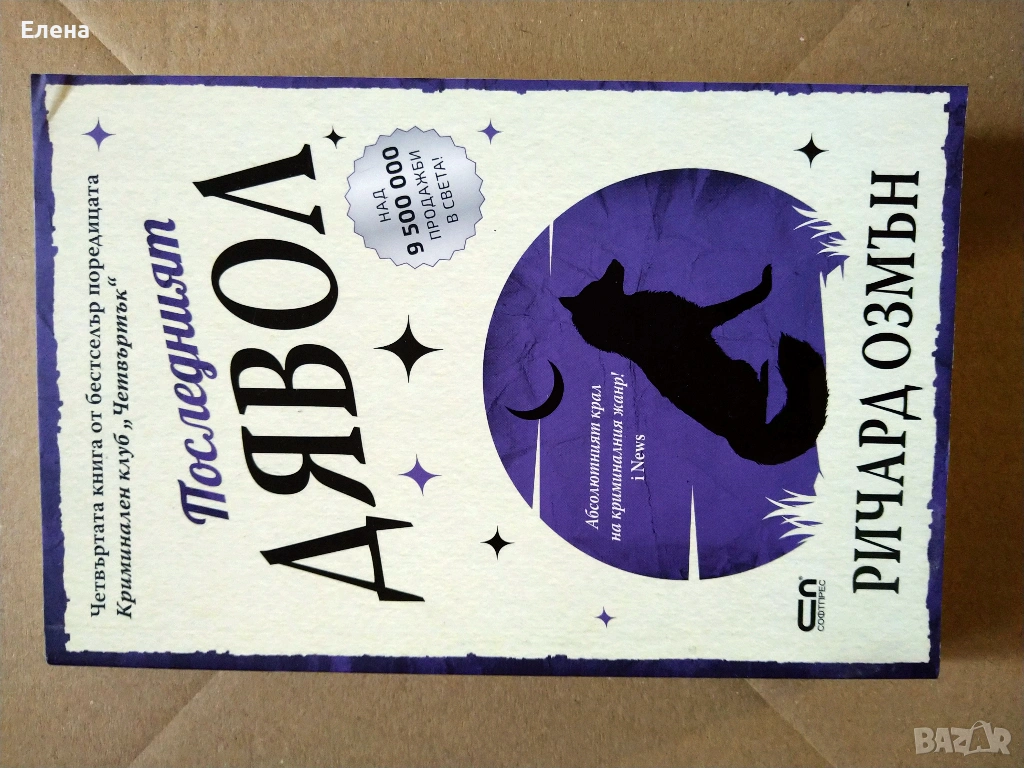 Елена
Четвъртата книга от бестселър поредицата
Криминален клуб „Четвъртък“
Последният
ДЯВОЛ
НАД
9 500 000
ПРОДАЖБИ
В СВЕТА!
Абсолютният крал
на криминалния жанр!
i News
СОФТПРЕС
РИЧАРД ОЗМЪН
BAZAR